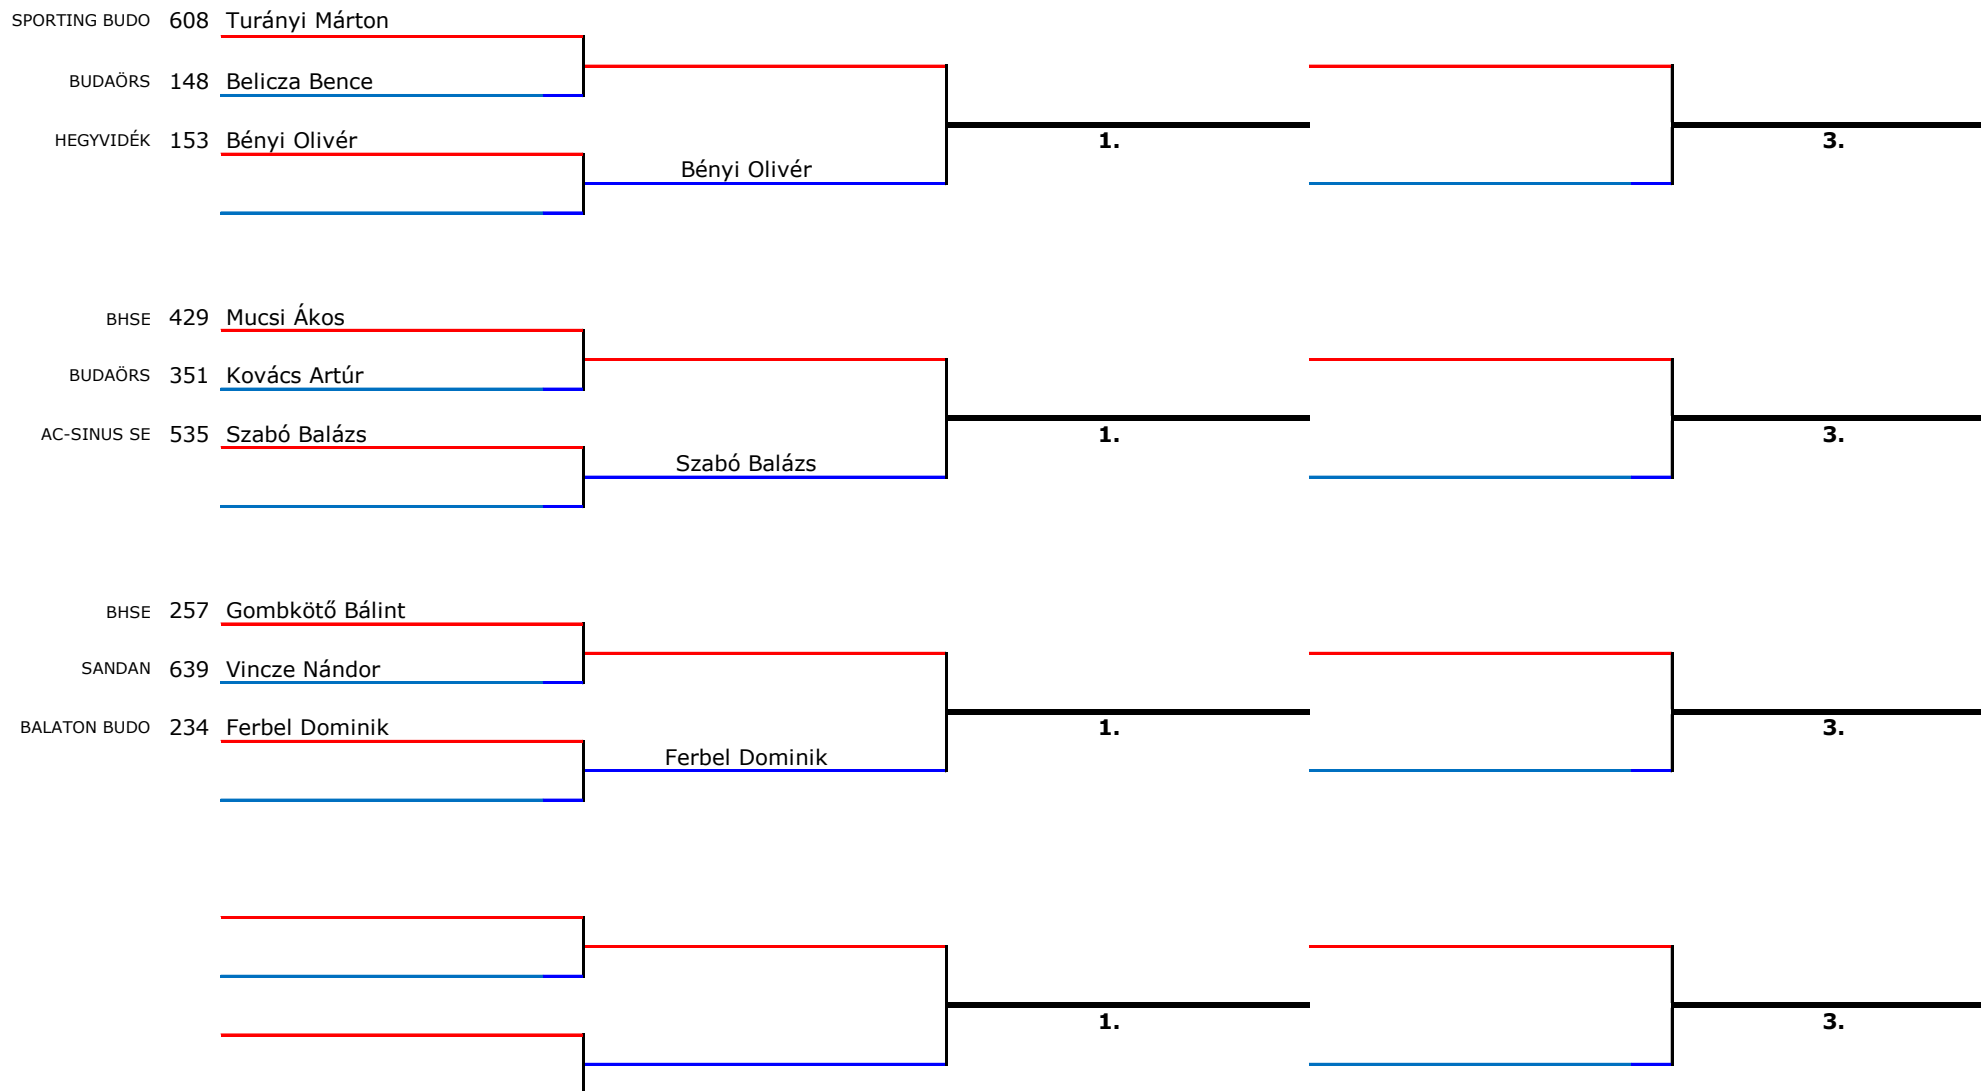 SPORTING BUDO 608 Turányi Márton
BUDAÖRS 148 Belicza Bence
HEGYVIDÉK 153 Bényi Olivér
1.
3.
Bényi Olivér
BHSE 429 Mucsi Ákos
BUDAÖRS 351 Kovács Artúr
AC-SINUS SE 535 Szabó Balázs
1.
3.
Szabó Balázs
BHSE 257 Gombkötő Bálint
SANDAN 639 Vincze Nándor
BALATON BUDO 234 Ferbel Dominik
1.
3.
Ferbel Dominik
1.
3.